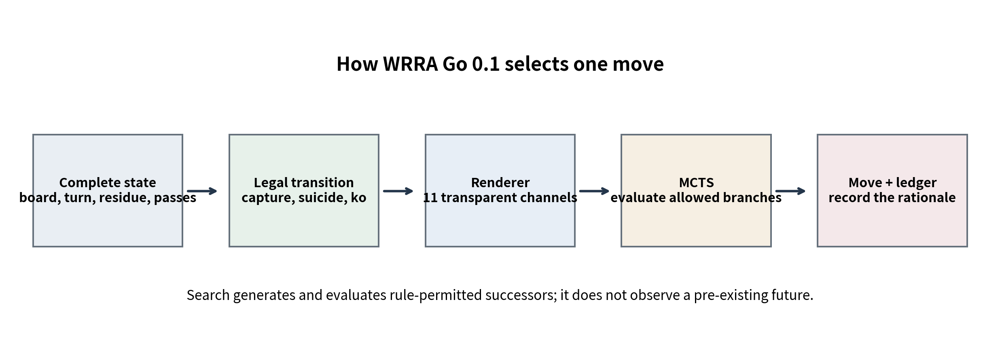 How WRRA Go 0.1 selects one move
Complete state
board, turn, residue, passes
Legal transition
capture, suicide, ko
Renderer
11 transparent channels
MCTS
evaluate allowed branches
Move + ledger
record the rationale
Search generates and evaluates rule-permitted successors; it does not observe a pre-existing future.